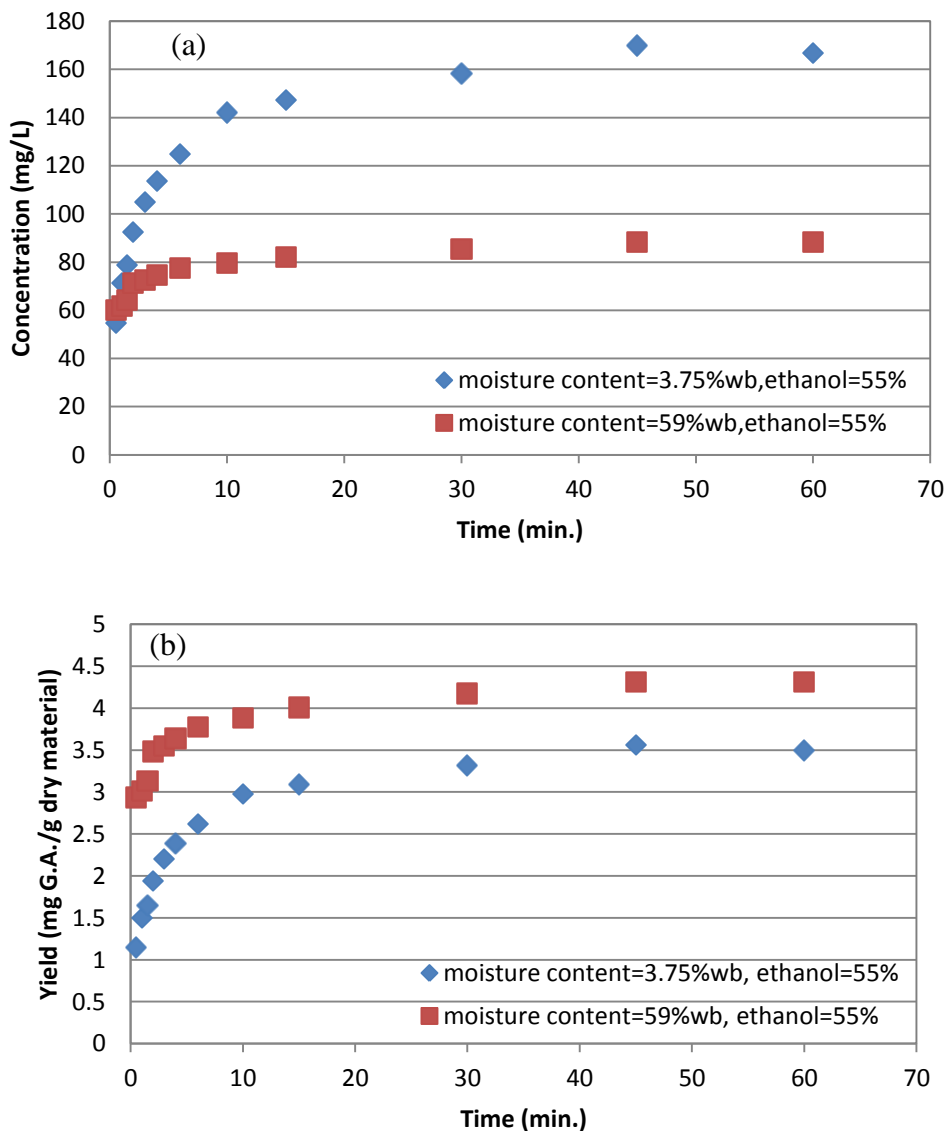 (a)
Concentration (mg/L)
180
160
140
120
100
80
60
40
20
0
moisture content=3.75%wb,ethanol=55%
moisture content=59%wb,ethanol=55%
0 10 20 30 40 50 60 70
Time (min.)
(b)
Yield (mg G.A./g dry material)
5
4.5
4
3.5
3
2.5
2
1.5
1
0.5
0
moisture content=3.75%wb, ethanol=55%
moisture content=59%wb, ethanol=55%
0 10 20 30 40 50 60 70
Time (min.)